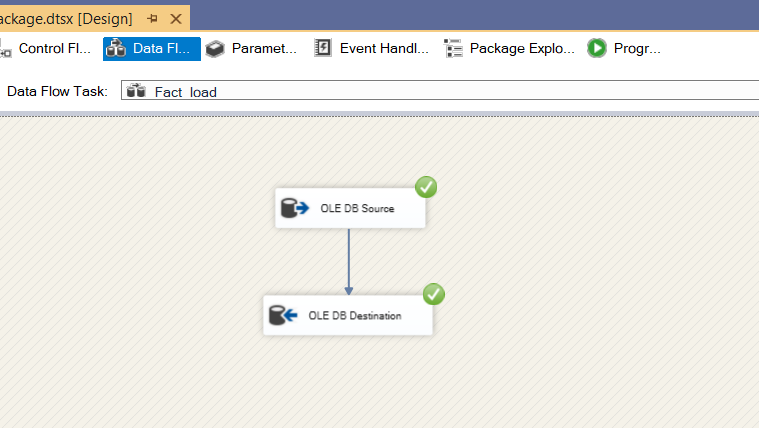 ackage.dtsx [Design]
Control Fl... Data Fl... Paramet... Event Handl... Package Explo... Progr...
Data Flow Task: Fact_load
OLE DB Source
OLE DB Destination